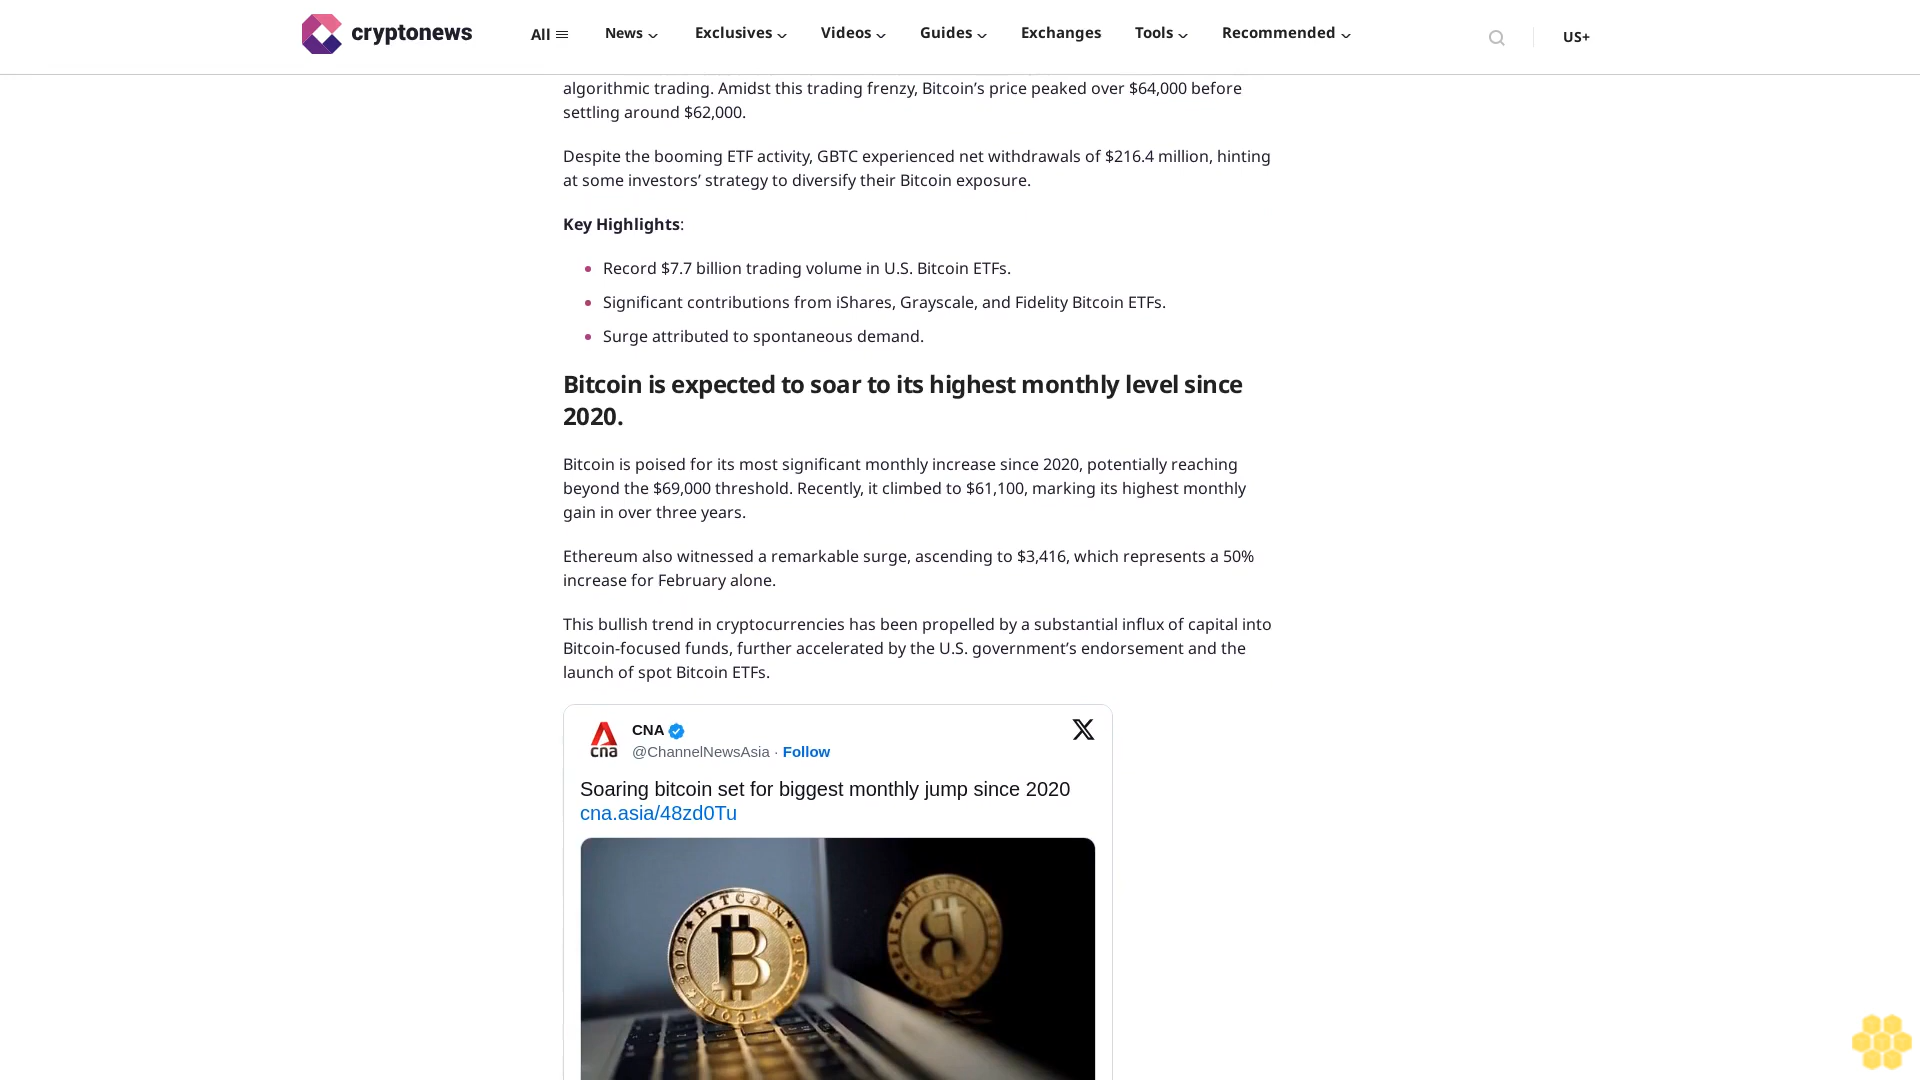 cryptonews
All
News
Exclusives
Videos
Guides
Exchanges
Tools
Recommended
US+
algorithmic trading. Amidst this trading frenzy, Bitcoin’s price peaked over $64,000 before
settling around $62,000.
Despite the booming ETF activity, GBTC experienced net withdrawals of $216.4 million, hinting
at some investors’ strategy to diversify their Bitcoin exposure.
Key Highlights:
Record $7.7 billion trading volume in U.S. Bitcoin ETFs.
Significant contributions from iShares, Grayscale, and Fidelity Bitcoin ETFs.
Surge attributed to spontaneous demand.
Bitcoin is expected to soar to its highest monthly level since
2020.
Bitcoin is poised for its most significant monthly increase since 2020, potentially reaching
beyond the $69,000 threshold. Recently, it climbed to $61,100, marking its highest monthly
gain in over three years.
Ethereum also witnessed a remarkable surge, ascending to $3,416, which represents a 50%
increase for February alone.
This bullish trend in cryptocurrencies has been propelled by a substantial influx of capital into
Bitcoin-focused funds, further accelerated by the U.S. government’s endorsement and the
launch of spot Bitcoin ETFs.
cna
CNA
@ChannelNewsAsia · Follow
Soaring bitcoin set for biggest monthly jump since 2020
cna.asia/48zd0Tu
BITCOIN